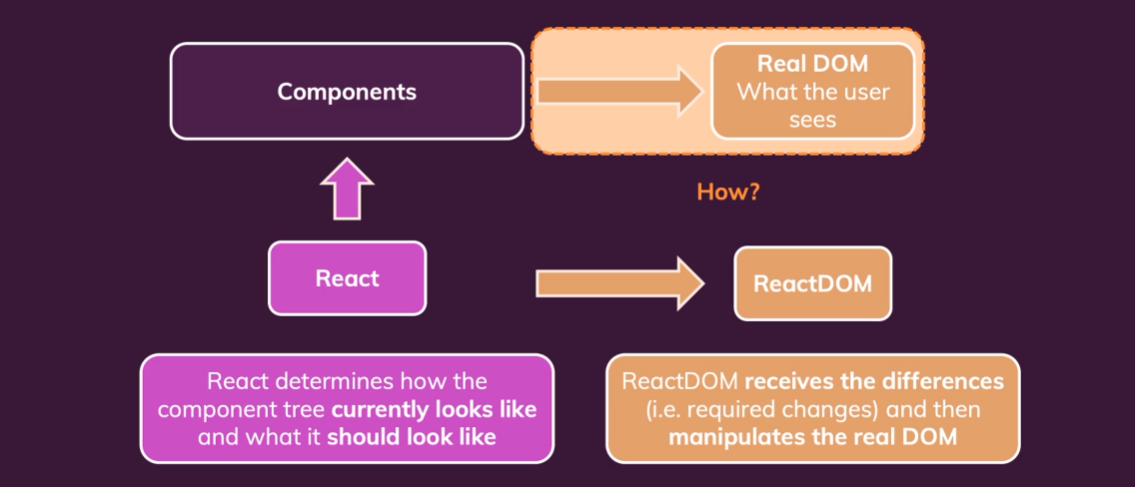 Components
Real DOM
What the user
sees
How?
React
ReactDOM
React determines how the
component tree currently looks like
and what it should look like
ReactDOM receives the differences
(i.e. required changes) and then
manipulates the real DOM